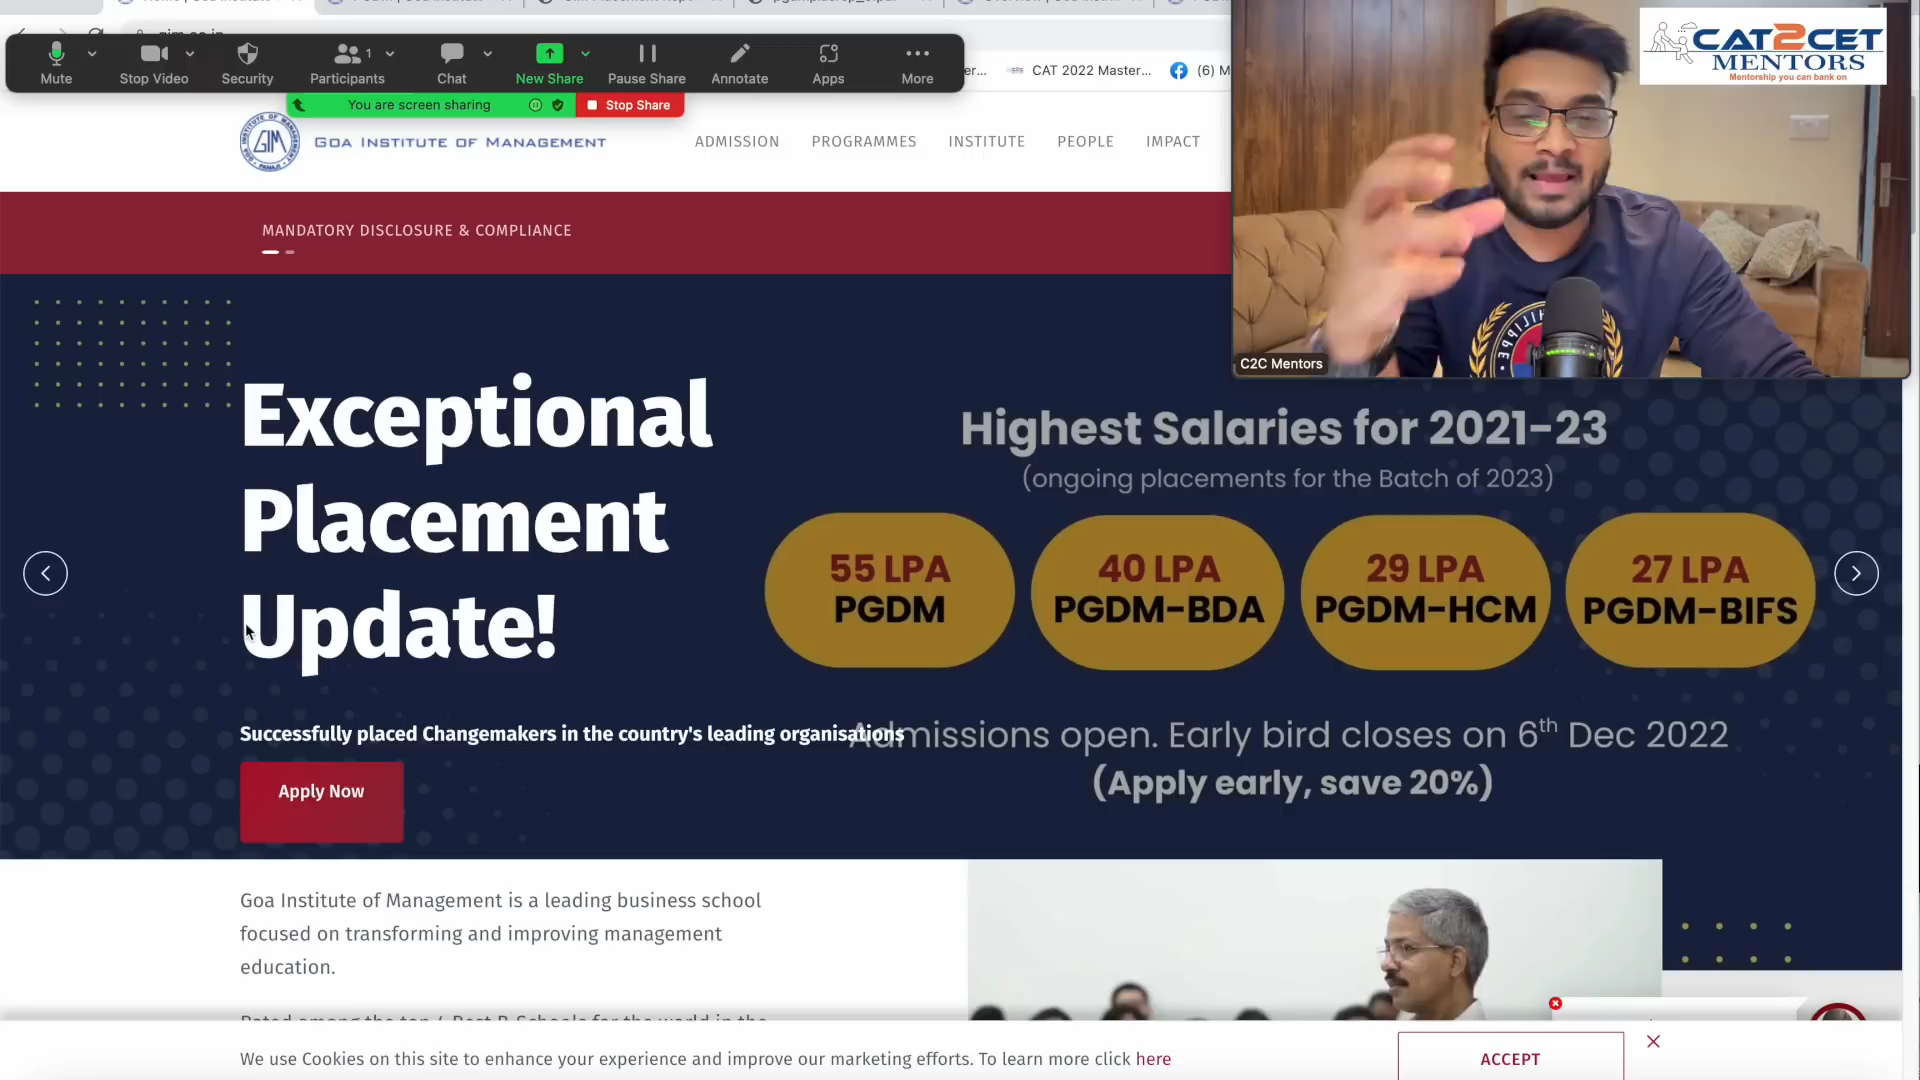 Mute
Stop Video
Security
Participants
1
Chat
New Share
Pause Share
Annotate
Apps
More
You are screen sharing
Stop Share
er...
CAT 2022 Master...
(6) M
CAT2CET
MENTORS
Mentorship you can bank on
GIM
GOA INSTITUTE OF MANAGEMENT
ADMISSION
PROGRAMMES
INSTITUTE
PEOPLE
IMPACT
MANDATORY DISCLOSURE & COMPLIANCE
C2C Mentors
Exceptional
Placement
Update!
Successfully placed Changemakers in the country's leading organisations
Apply Now
Highest Salaries for 2021-23
(ongoing placements for the Batch of 2023)
55 LPA
PGDM
40 LPA
PGDM-BDA
29 LPA
PGDM-HCM
27 LPA
PGDM-BIFS
Admissions open. Early bird closes on 6th Dec 2022
(Apply early, save 20%)
Goa Institute of Management is a leading business school
focused on transforming and improving management
education.
We use Cookies on this site to enhance your experience and improve our marketing efforts. To learn more click here
ACCEPT